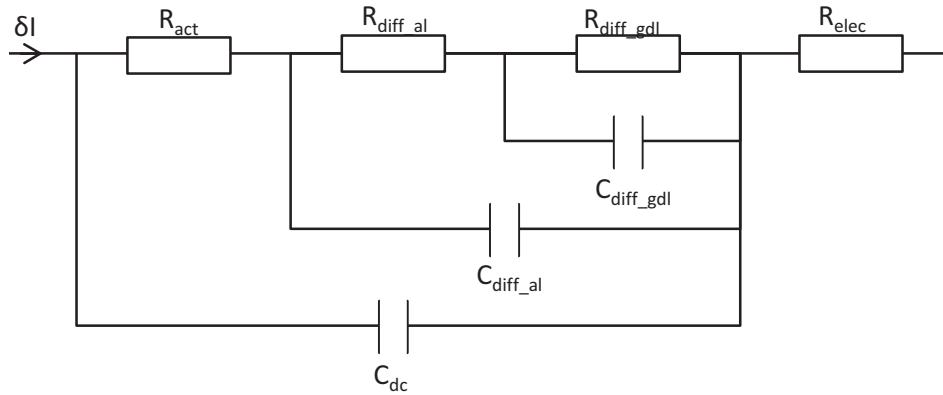 δI
R_act
R_diff_al
R_diff_gdl
R_elec
C_diff_gdl
C_diff_al
C_dc